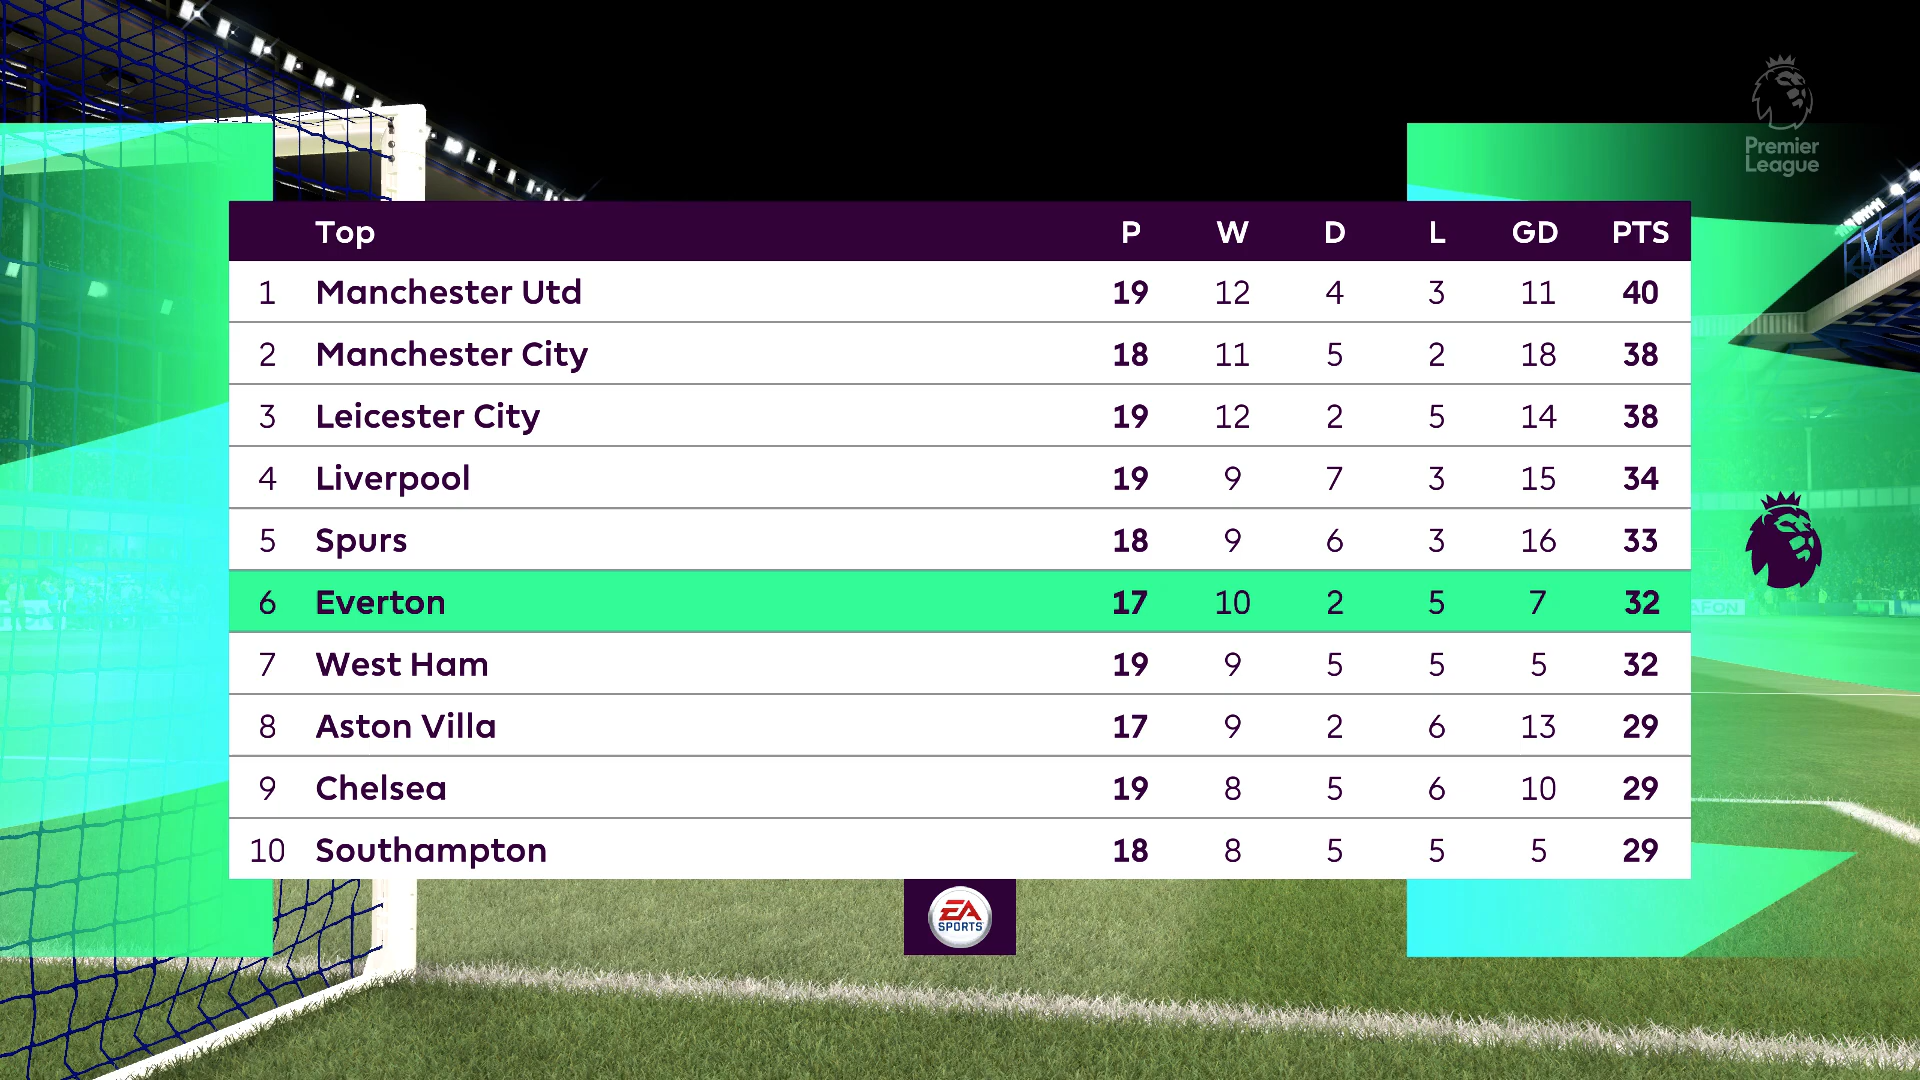 Premier
League
Top P W D L GD PTS
1 Manchester Utd 19 12 4 3 11 40
2 Manchester City 18 11 5 2 18 38
3 Leicester City 19 12 2 5 14 38
4 Liverpool 19 9 7 3 15 34
5 Spurs 18 9 6 3 16 33
6 Everton 17 10 2 5 7 32
7 West Ham 19 9 5 5 5 32
8 Aston Villa 17 9 2 6 13 29
9 Chelsea 19 8 5 6 10 29
10 Southampton 18 8 5 5 5 29
EA
SPORTS